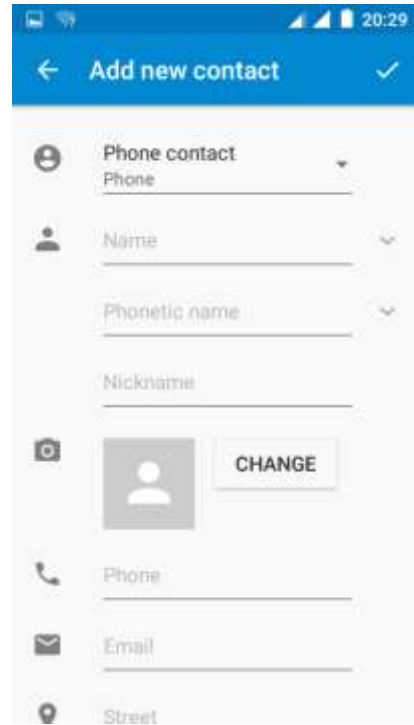 20:29
Add new contact
Phone contact
Phone
Name
Phonetic name
Nickname
CHANGE
Phone
Email
Street